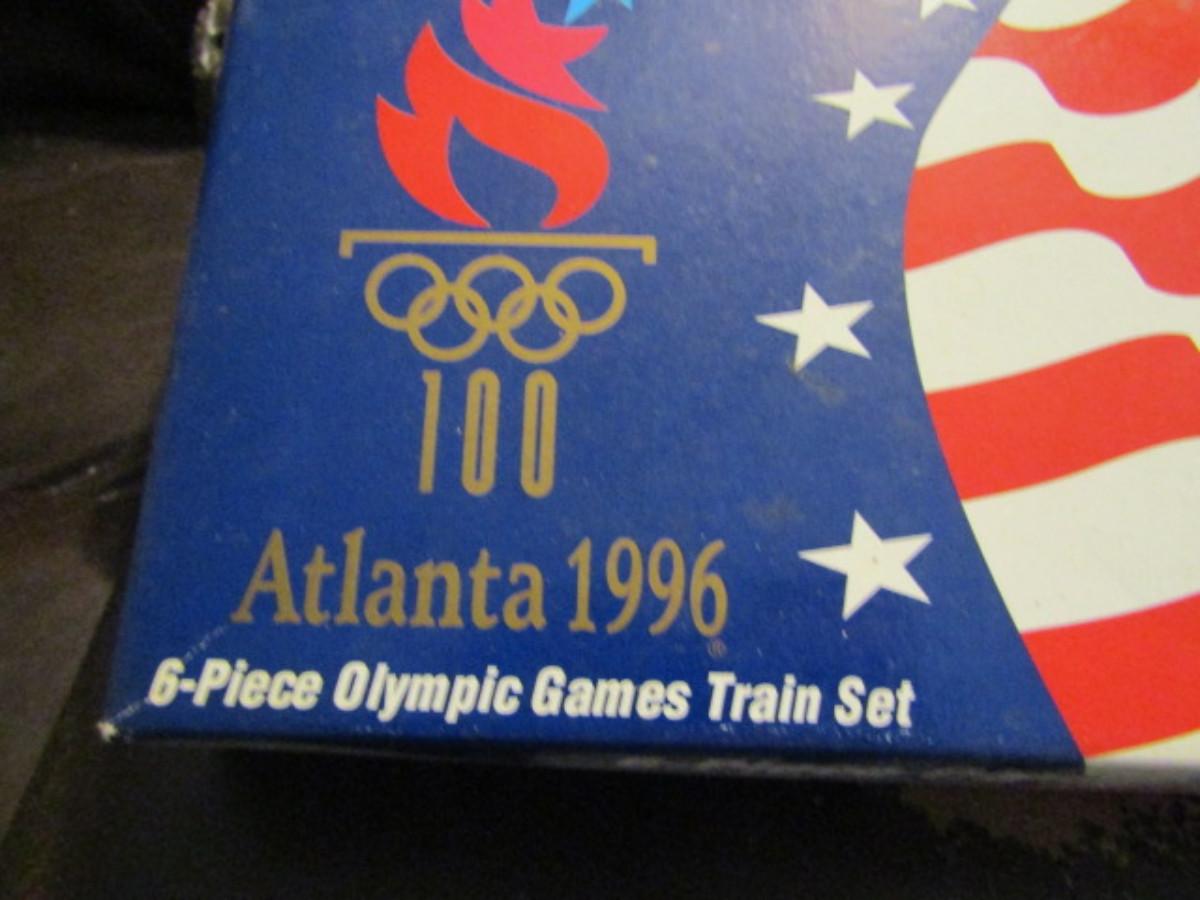 100
Atlanta 1996
®
6-Piece Olympic Games Train Set